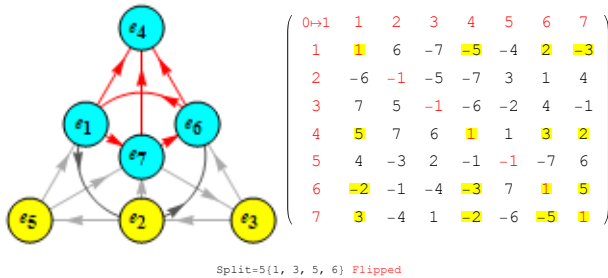 e4
e1
e6
e7
e5
e2
e3
0↦1 1 2 3 4 5 6 7
1 1 6 −7 −5 −4 2 −3
2 −6 −1 −5 −7 3 1 4
3 7 5 −1 −6 −2 4 −1
4 5 7 6 1 1 3 2
5 4 −3 2 −1 −1 −7 6
6 −2 −1 −4 −3 7 1 5
7 3 −4 1 −2 −6 −5 1
Split=5{1, 3, 5, 6} Flipped